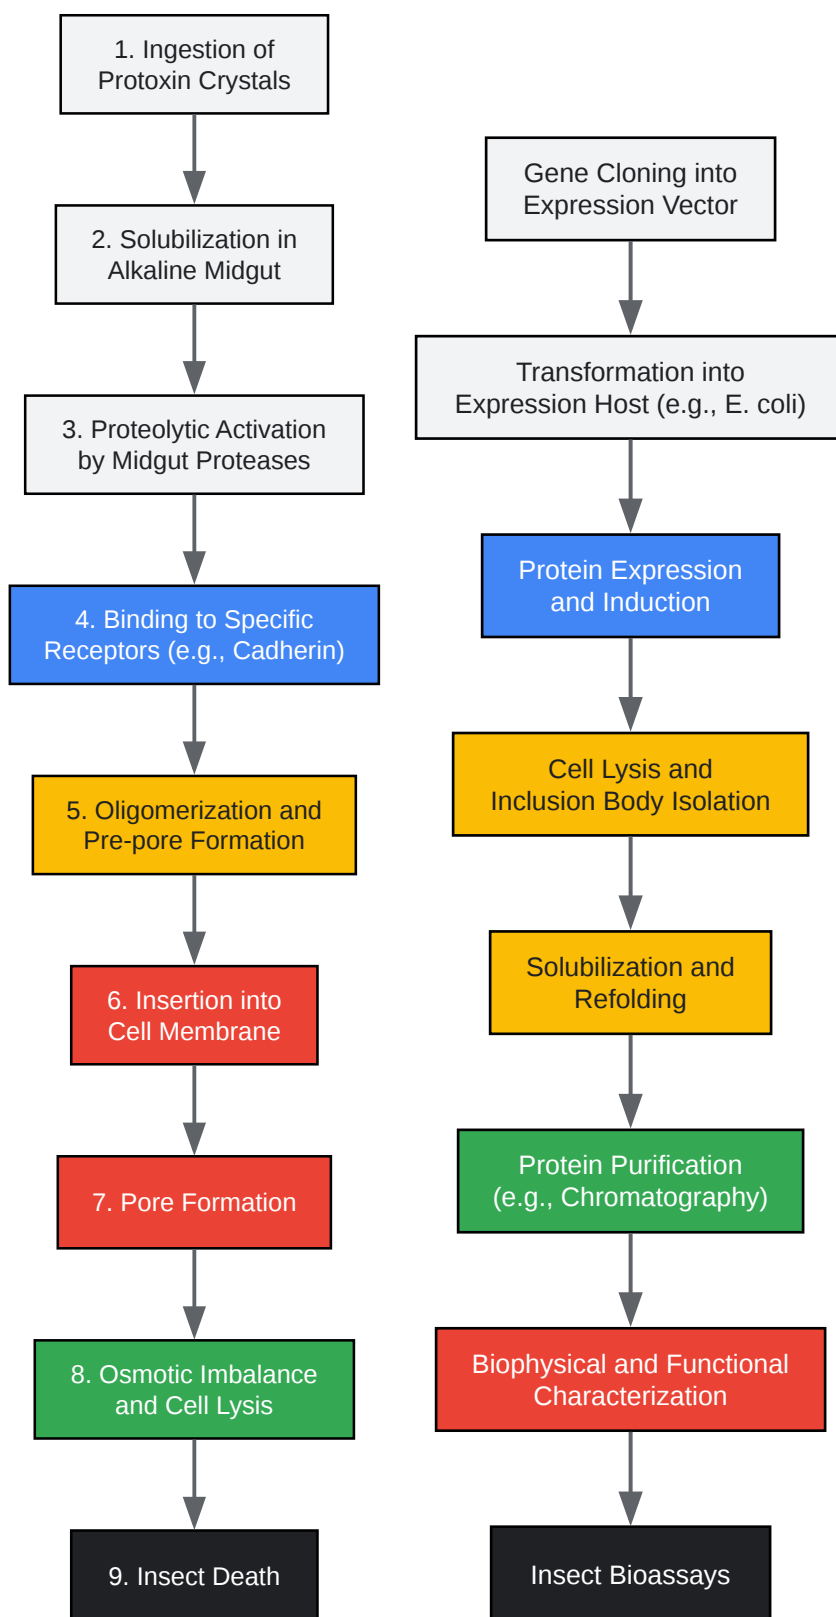 1. Ingestion of
Protoxin Crystals
2. Solubilization in
Alkaline Midgut
3. Proteolytic Activation
by Midgut Proteases
4. Binding to Specific
Receptors (e.g., Cadherin)
5. Oligomerization and
Pre-pore Formation
6. Insertion into
Cell Membrane
7. Pore Formation
8. Osmotic Imbalance
and Cell Lysis
9. Insect Death
Gene Cloning into
Expression Vector
Transformation into
Expression Host (e.g., E. coli)
Protein Expression
and Induction
Cell Lysis and
Inclusion Body Isolation
Solubilization and
Refolding
Protein Purification
(e.g., Chromatography)
Biophysical and Functional
Characterization
Insect Bioassays